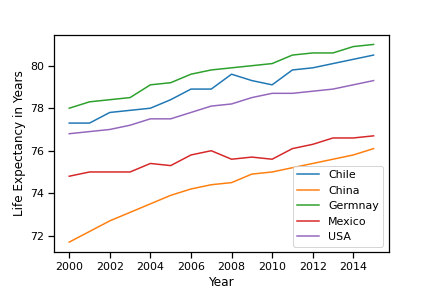 Life Expectancy in Years
80
78
76
74
72
2000 2002 2004 2006 2008 2010 2012 2014
Year
Chile
China
Germnay
Mexico
USA